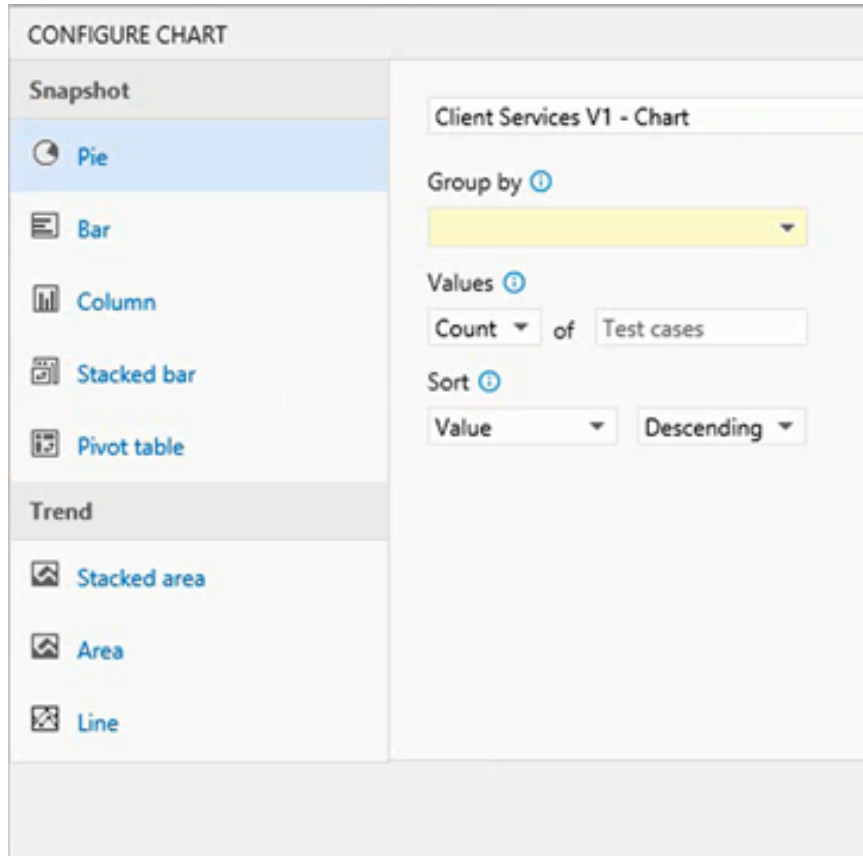 CONFIGURE CHART
Snapshot
Pie
Bar
Column
Stacked bar
Pivot table
Trend
Stacked area
Area
Line
Client Services V1 - Chart
Group by
Values
Count of Test cases
Sort
Value Descending